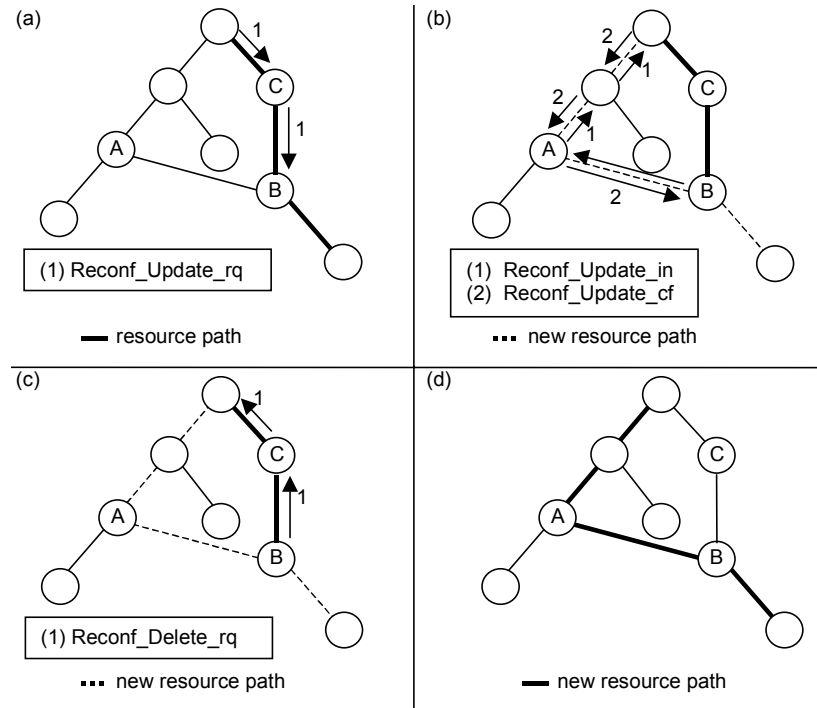 (a)
1
C
1
A
B
(1) Reconf_Update_rq
resource path
(b)
2
1
C
2
1
A
B
2
(1) Reconf_Update_in
(2) Reconf_Update_cf
new resource path
(c)
1
C
1
A
B
(1) Reconf_Delete_rq
new resource path
(d)
C
A
B
new resource path